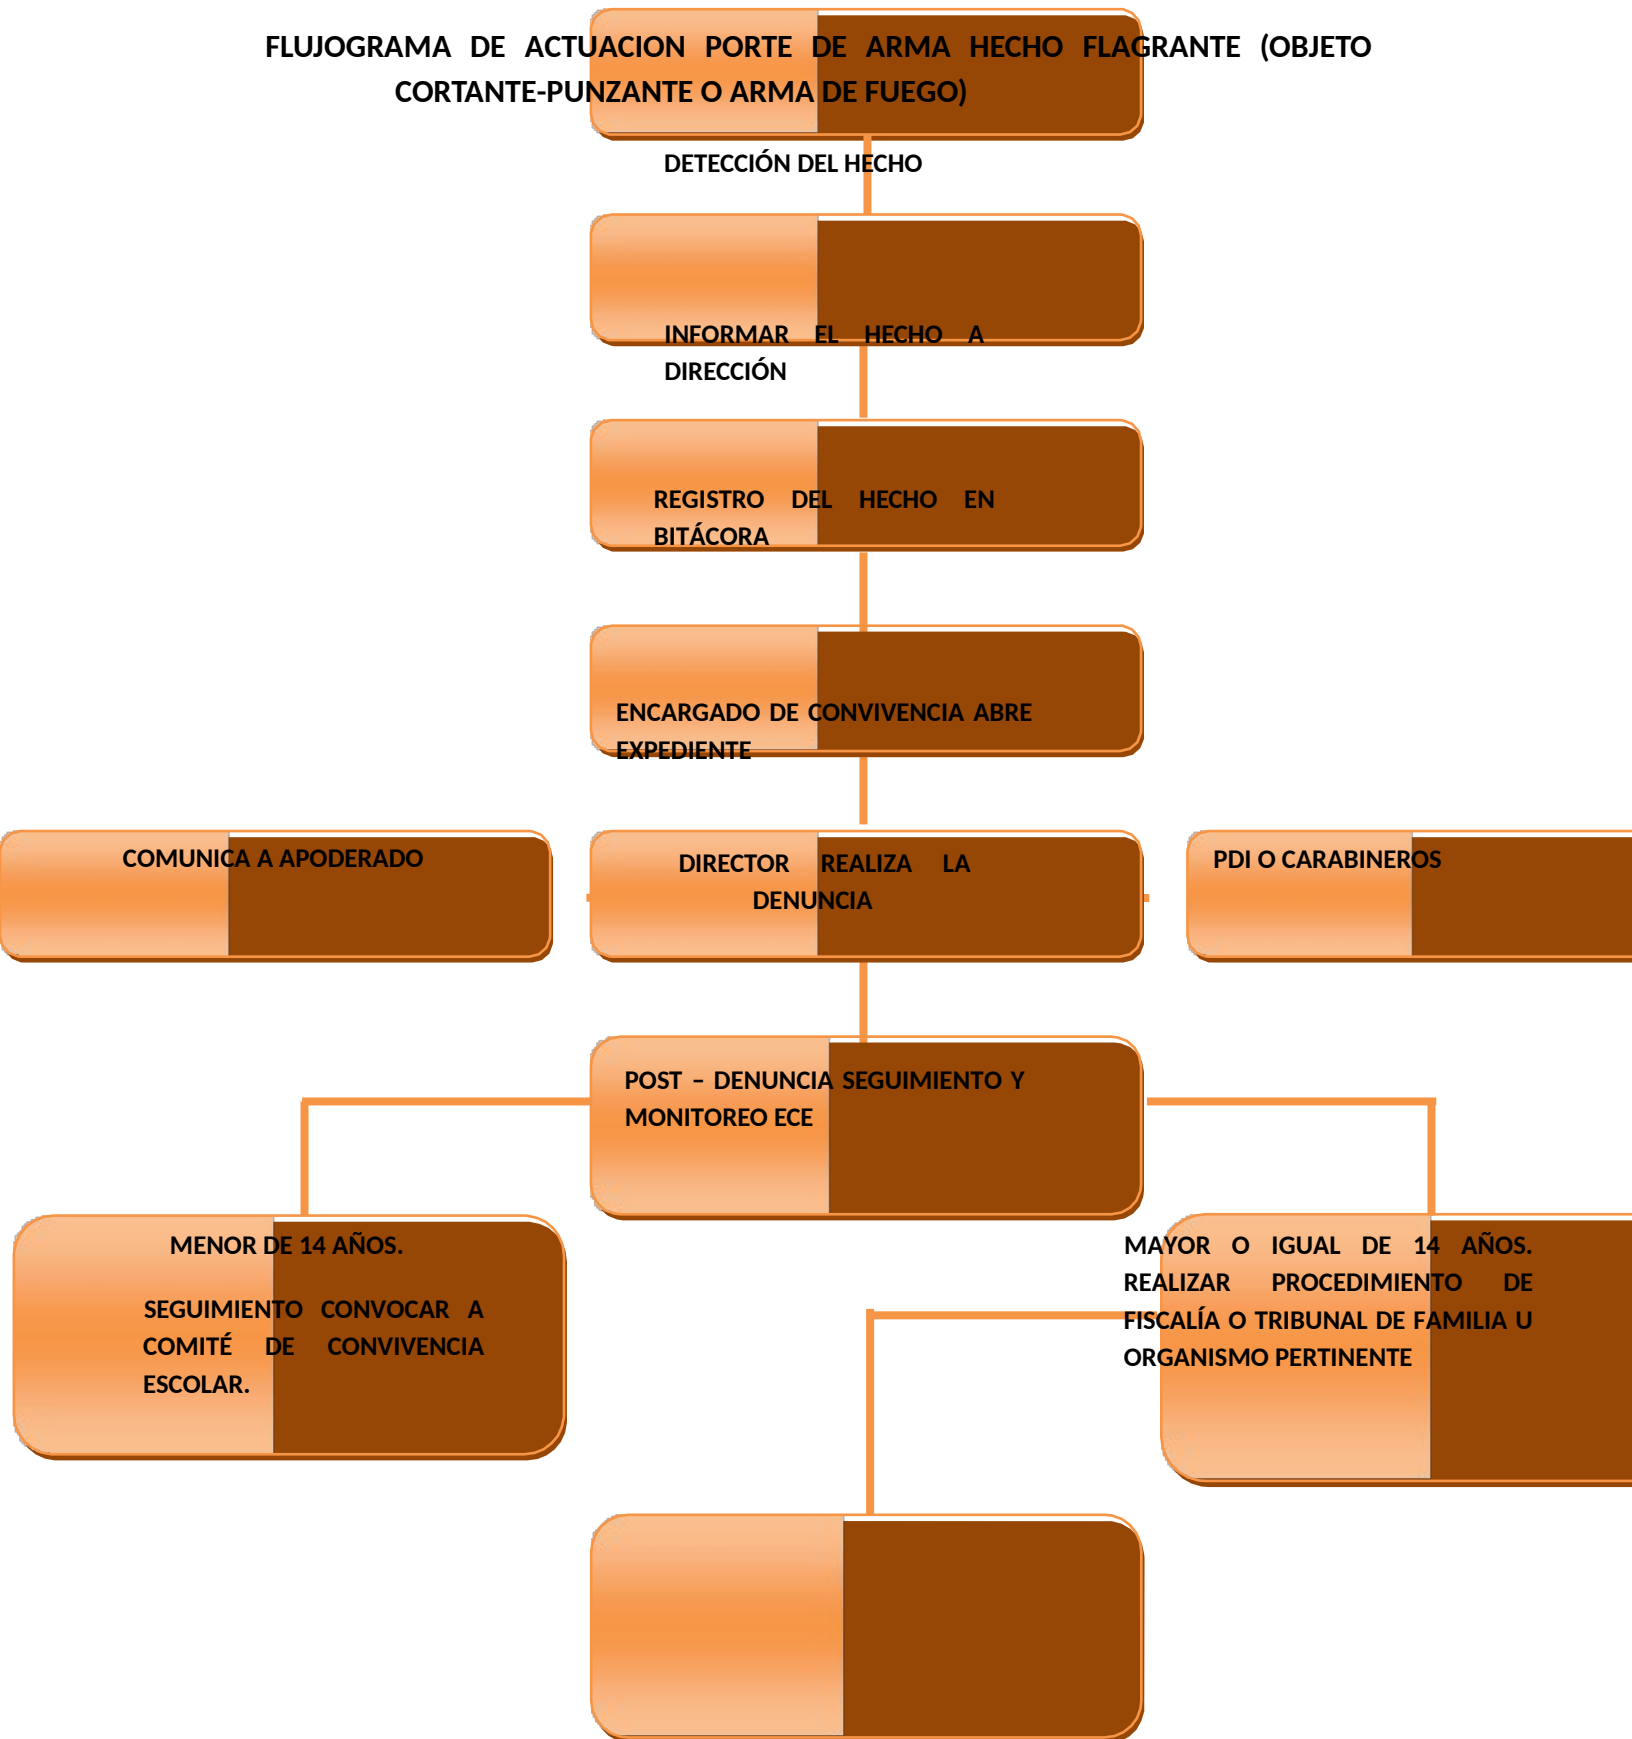 FLUJOGRAMA DE ACTUACION PORTE DE ARMA HECHO FLAGRANTE (OBJETO
CORTANTE-PUNZANTE O ARMA DE FUEGO)
DETECCIÓN DEL HECHO
INFORMAR EL HECHO A
DIRECCIÓN
REGISTRO DEL HECHO EN
BITÁCORA
ENCARGADO DE CONVIVENCIA ABRE
EXPEDIENTE
COMUNICA A APODERADO
DIRECTOR REALIZA LA
DENUNCIA
PDI O CARABINEROS
POST – DENUNCIA SEGUIMIENTO Y
MONITOREO ECE
MENOR DE 14 AÑOS.
SEGUIMIENTO CONVOCAR A
COMITÉ DE CONVIVENCIA
ESCOLAR.
MAYOR O IGUAL DE 14 AÑOS.
REALIZAR PROCEDIMIENTO DE
FISCALÍA O TRIBUNAL DE FAMILIA U
ORGANISMO PERTINENTE